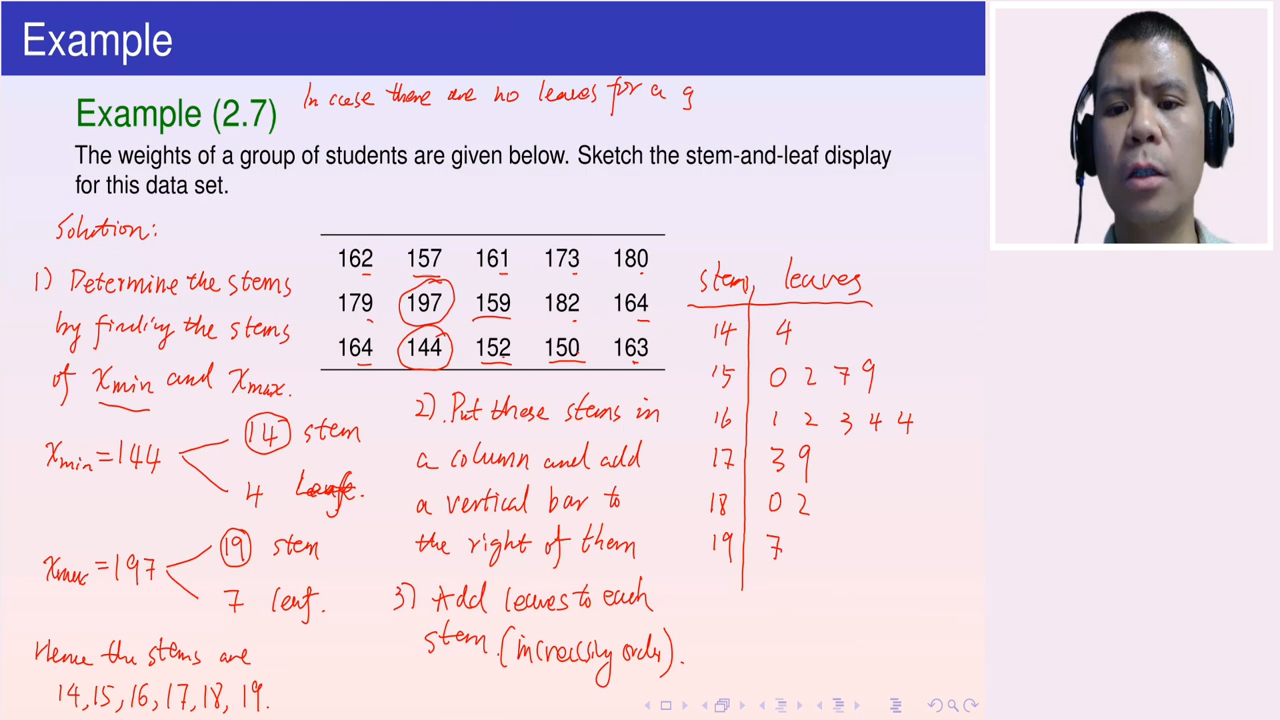 Example
In case there are no leaves for a g
Example (2.7)
The weights of a group of students are given below. Sketch the stem-and-leaf display
for this data set.
Solution:
1) Determine the stems
by finding the stems
of xmin and xmax.
xmin = 144
14 stem
4 leaf.
xmax = 197
19 stem
7 leaf.
Hence the stems are
14, 15, 16, 17, 18, 19.
162 157 161 173 180
179 197 159 182 164
164 144 152 150 163
2). Put these stems in
a column and add
a vertical bar to
the right of them
3) Add leaves to each
stem. (increasily order).
stem leaves
14 4
15 0 2 7 9
16 1 2 3 4 4
17 3 9
18 0 2
19 7